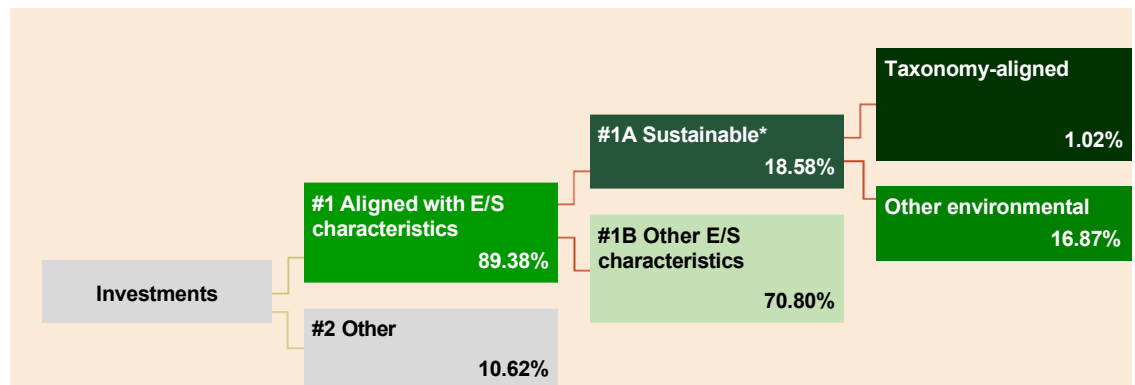 Investments
#1 Aligned with E/S
characteristics
89.38%
#2 Other
10.62%
#1A Sustainable*
18.58%
#1B Other E/S
characteristics
70.80%
Taxonomy-aligned
1.02%
Other environmental
16.87%